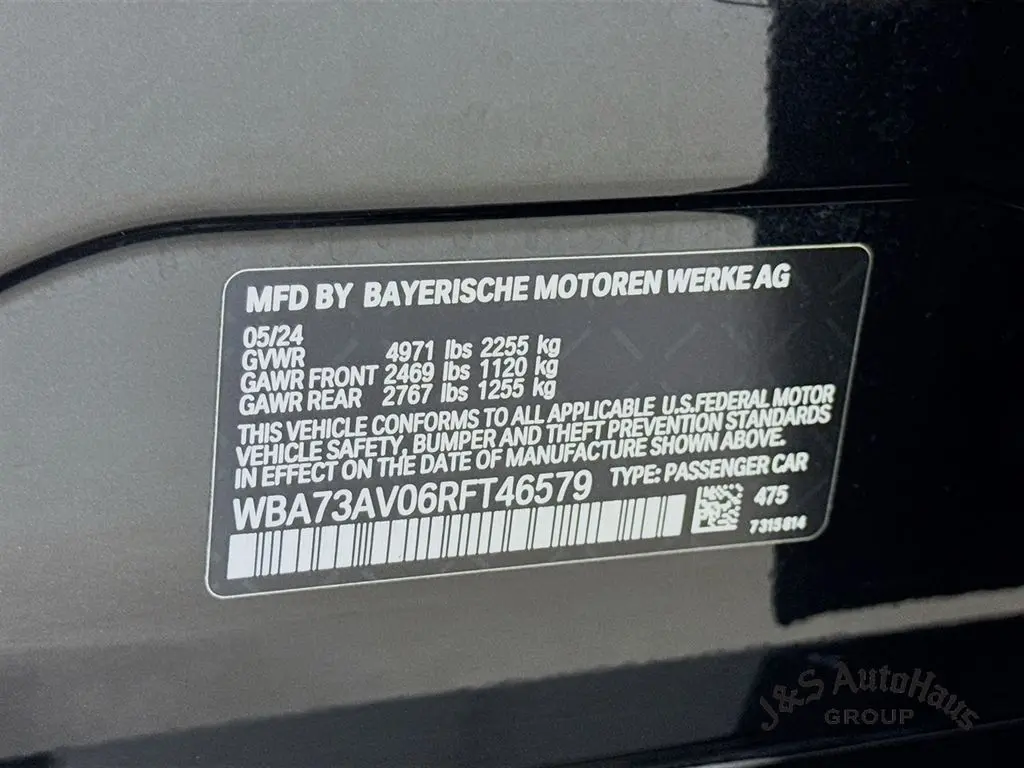 MFD BY BAYERISCHE MOTOREN WERKE AG
05/24
GVWR 4971 lbs 2255 kg
GAWR FRONT 2469 lbs 1120 kg
GAWR REAR 2767 lbs 1255 kg
THIS VEHICLE CONFORMS TO ALL APPLICABLE U.S.FEDERAL MOTOR
VEHICLE SAFETY, BUMPER AND THEFT PREVENTION STANDARDS
IN EFFECT ON THE DATE OF MANUFACTURE SHOWN ABOVE.
WBA73AV06RFT46579 TYPE: PASSENGER CAR
475
7315814
J&S AutoHaus
GROUP